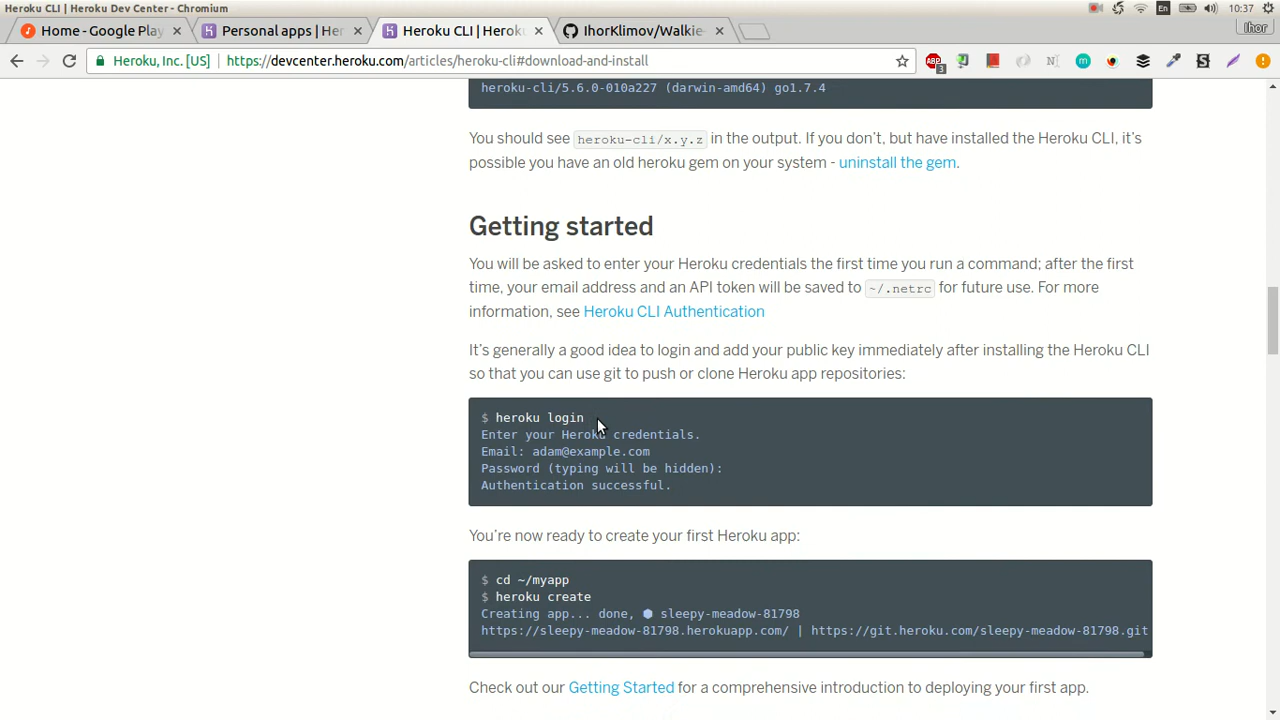 Heroku CLI | Heroku Dev Center - Chromium
En
10:37
Home - Google Play
Personal apps | Her
Heroku CLI | Heroku
IhorKlimov/Walkie-
Ihor
Heroku, Inc. [US]
https://devcenter.heroku.com/articles/heroku-cli#download-and-install
ABP
3
heroku-cli/5.6.0-010a227 (darwin-amd64) go1.7.4
You should see heroku-cli/x.y.z in the output. If you don’t, but have installed the Heroku CLI, it’s
possible you have an old heroku gem on your system - uninstall the gem.
Getting started
You will be asked to enter your Heroku credentials the first time you run a command; after the first
time, your email address and an API token will be saved to ~/.netrc for future use. For more
information, see Heroku CLI Authentication
It’s generally a good idea to login and add your public key immediately after installing the Heroku CLI
so that you can use git to push or clone Heroku app repositories:
$ heroku login
Enter your Heroku credentials.
Email: adam@example.com
Password (typing will be hidden):
Authentication successful.
You’re now ready to create your first Heroku app:
$ cd ~/myapp
$ heroku create
Creating app... done, ⬢ sleepy-meadow-81798
https://sleepy-meadow-81798.herokuapp.com/ | https://git.heroku.com/sleepy-meadow-81798.git
Check out our Getting Started for a comprehensive introduction to deploying your first app.